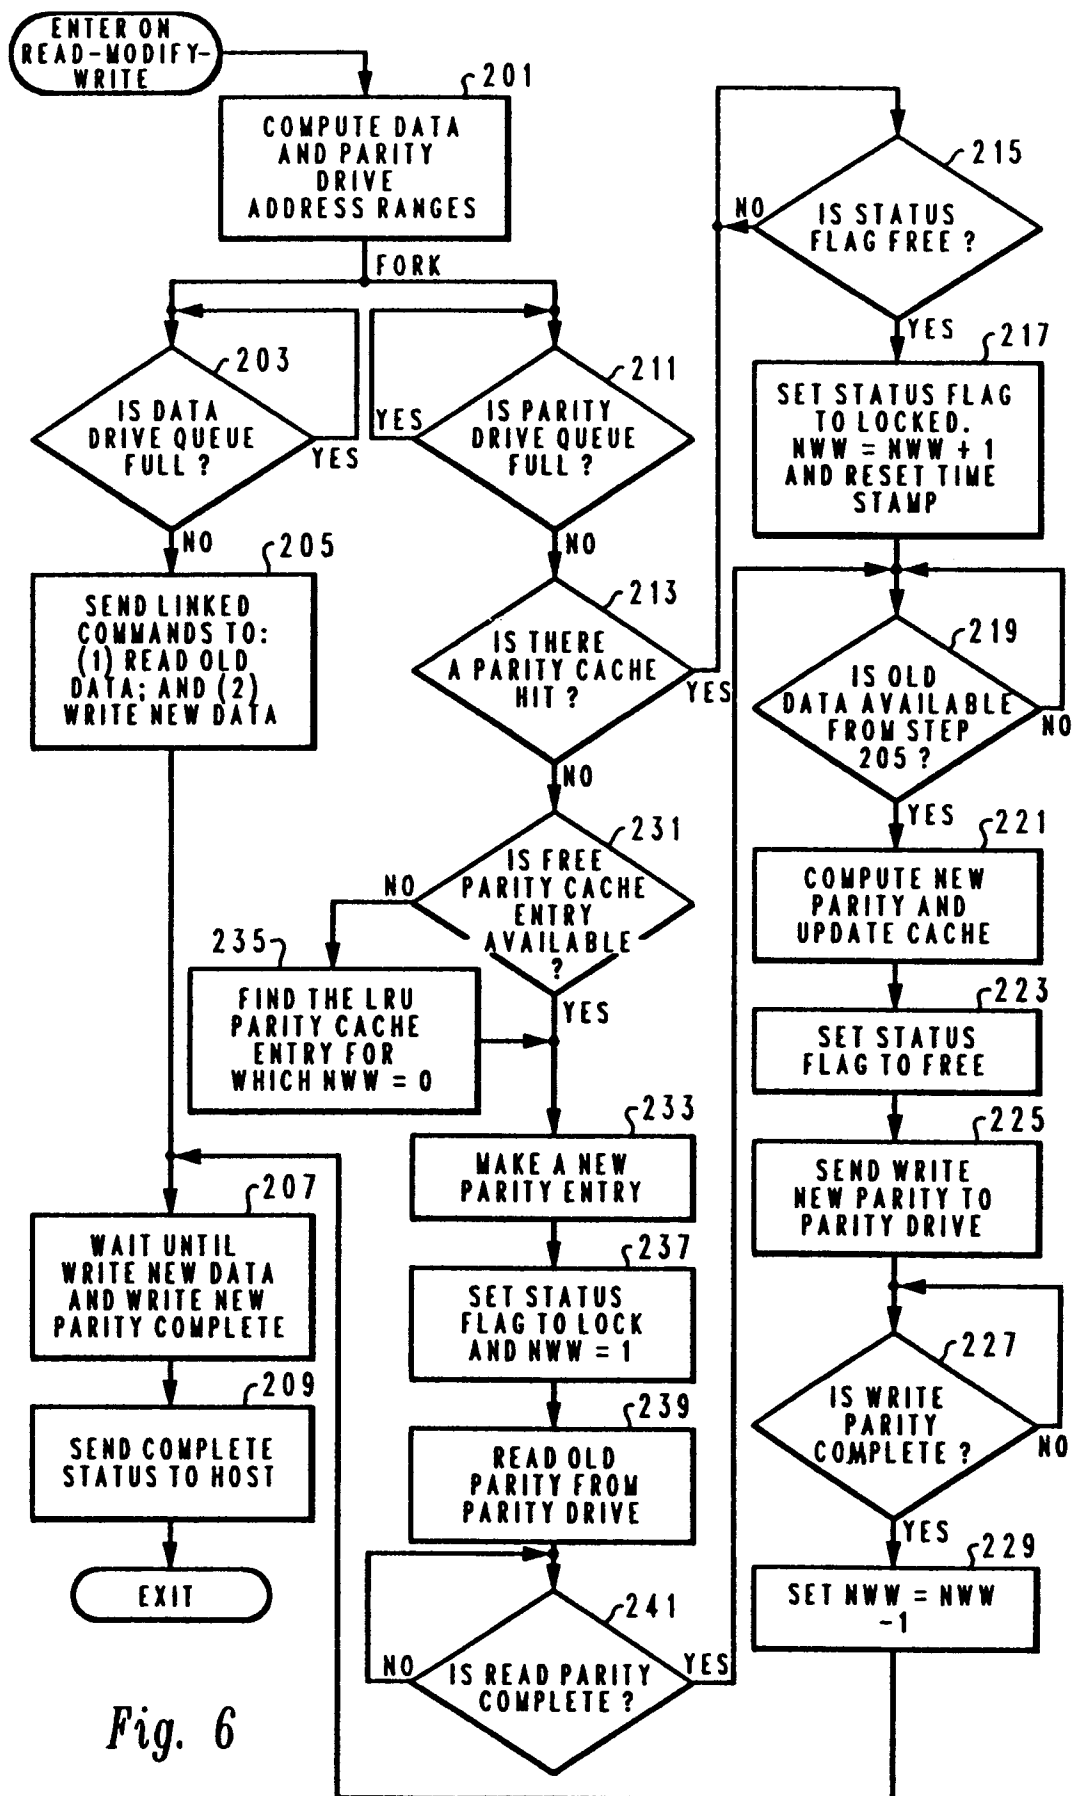 ENTER ON
READ-MODIFY-
WRITE
201
COMPUTE DATA
AND PARITY
DRIVE
ADDRESS RANGES
FORK
203
IS DATA
DRIVE QUEUE
FULL ?
YES
NO
205
SEND LINKED
COMMANDS TO:
(1) READ OLD
DATA; AND (2)
WRITE NEW DATA
207
WAIT UNTIL
WRITE NEW DATA
AND WRITE NEW
PARITY COMPLETE
209
SEND COMPLETE
STATUS TO HOST
EXIT
211
IS PARITY
DRIVE QUEUE
FULL ?
YES
NO
213
IS THERE
A PARITY CACHE
HIT ?
YES
NO
231
IS FREE
PARITY CACHE
ENTRY
AVAILABLE
?
NO
YES
235
FIND THE LRU
PARITY CACHE
ENTRY FOR
WHICH NWW = 0
233
MAKE A NEW
PARITY ENTRY
237
SET STATUS
FLAG TO LOCK
AND NWW = 1
239
READ OLD
PARITY FROM
PARITY DRIVE
241
IS READ PARITY
COMPLETE ?
NO
YES
215
IS STATUS
FLAG FREE ?
NO
YES
217
SET STATUS FLAG
TO LOCKED.
NWW = NWW + 1
AND RESET TIME
STAMP
219
IS OLD
DATA AVAILABLE
FROM STEP
205 ?
NO
YES
221
COMPUTE NEW
PARITY AND
UPDATE CACHE
223
SET STATUS
FLAG TO FREE
225
SEND WRITE
NEW PARITY TO
PARITY DRIVE
227
IS WRITE
PARITY
COMPLETE ?
NO
YES
229
SET NWW = NWW
-1
Fig. 6